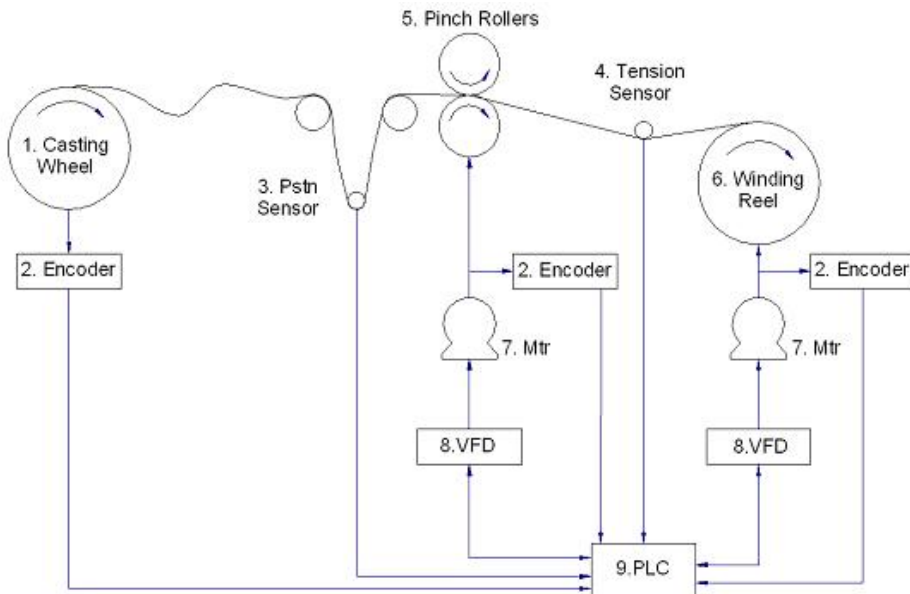 5. Pinch Rollers
4. Tension
Sensor
1. Casting
Wheel
3. Pstn
Sensor
6. Winding
Reel
2. Encoder
2. Encoder
2. Encoder
7. Mtr
7. Mtr
8.VFD
8.VFD
9.PLC